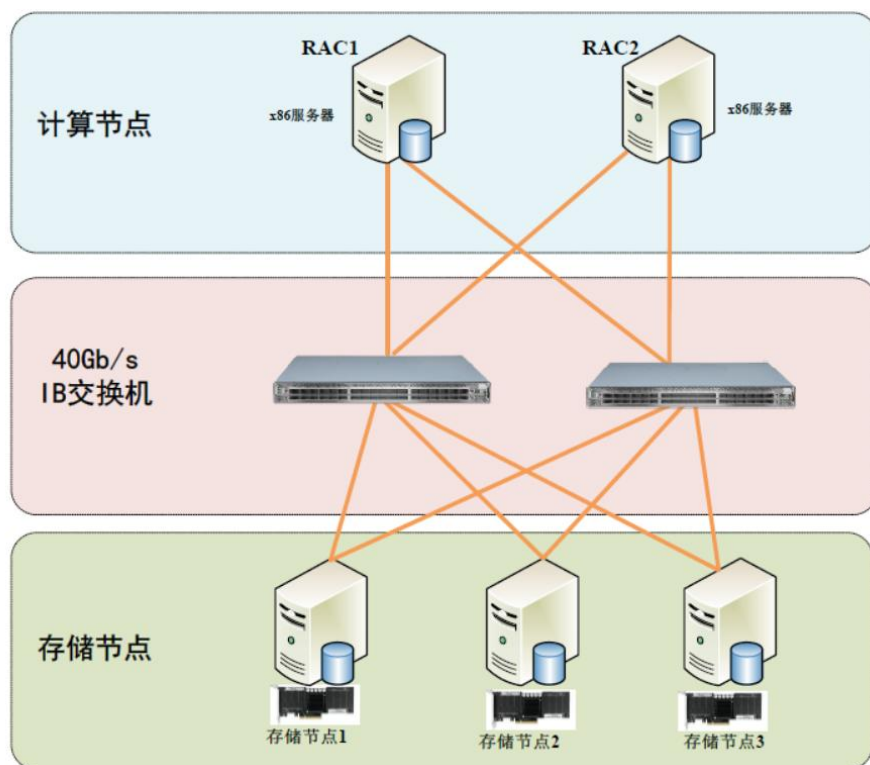 RAC1
RAC2
x86服务器
x86服务器
计算节点
40Gb/s
IB交换机
存储节点
存储节点1
存储节点2
存储节点3